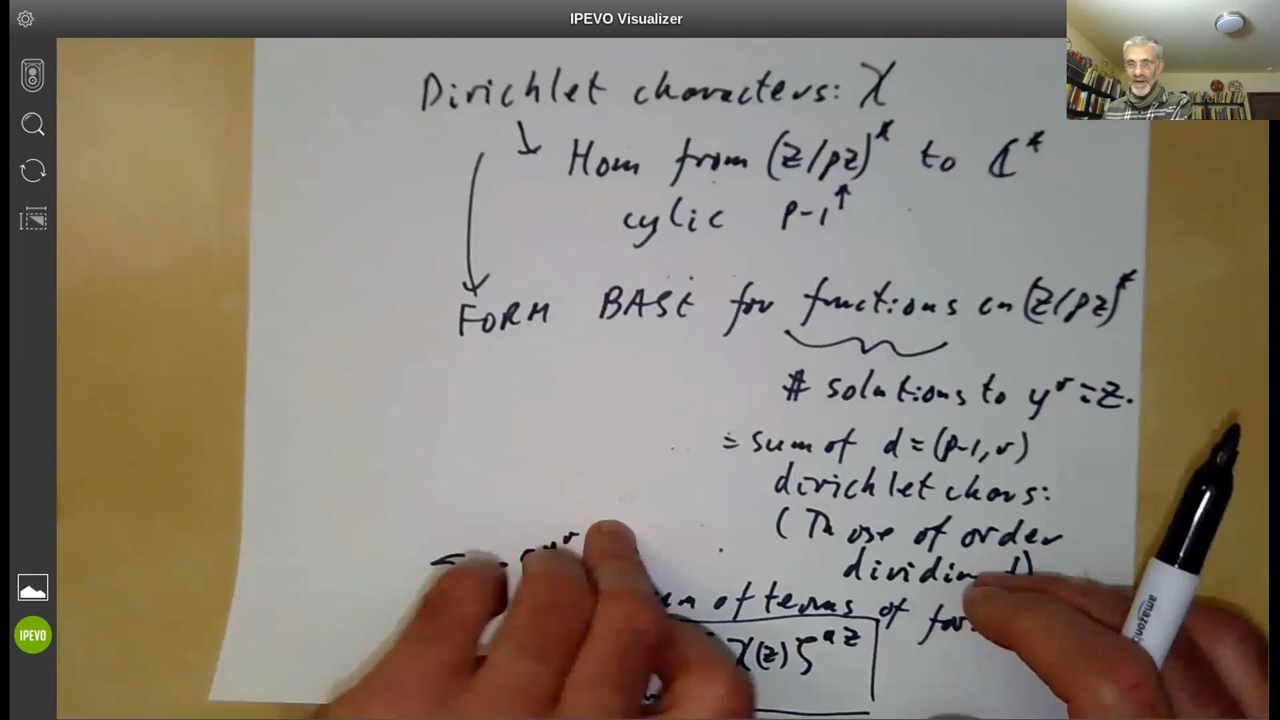 IPEVO Visualizer
Dirichlet characters: χ
Hom from (Z/pZ)* to ℂ*
cylic p-1
FORM BASE for functions on (Z/pZ)*
# solutions to y^r = z.
= sum of d = (p-1, r)
dirichlet chars:
(Those of order
dividing d)
of terms of
χ(z) ζ^{az}
IPEVO
amazon